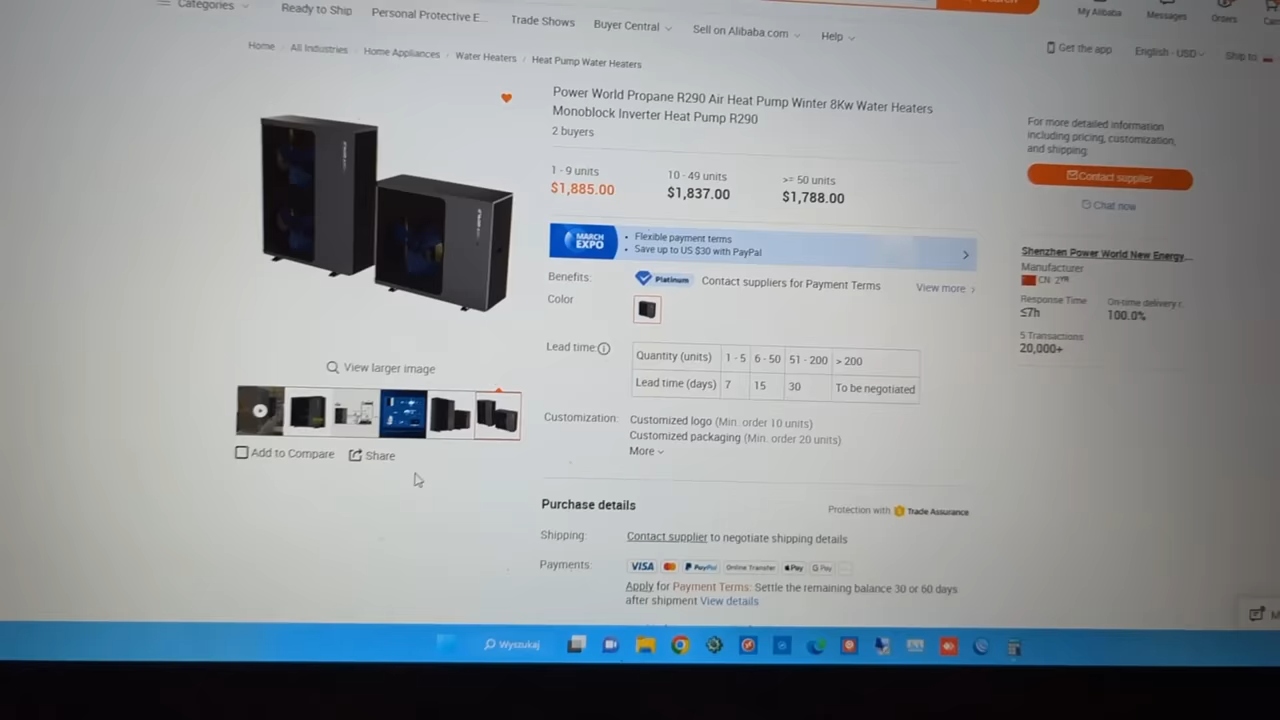 Categories
Ready to Ship
Personal Protective E...
Trade Shows
Buyer Central
Sell on Alibaba.com
Help
My Alibaba
Messages
Orders
Get the app
English - USD
Ship to:
Home
All Industries
Home Appliances / Water Heaters / Heat Pump Water Heaters
Power World Propane R290 Air Heat Pump Winter 8Kw Water Heaters
Monoblock Inverter Heat Pump R290
2 buyers
1 - 9 units
$1,885.00
10 - 49 units
$1,837.00
>= 50 units
$1,788.00
MARCH
EXPO
• Flexible payment terms
• Save up to US $30 with PayPal
Benefits:
Platinum
Contact suppliers for Payment Terms
View more
Color
Lead time:
Quantity (units) 1 - 5 6 - 50 51 - 200 > 200
Lead time (days) 7 15 30 To be negotiated
Customization:
Customized logo (Min. order 10 units)
Customized packaging (Min. order 20 units)
More
View larger image
Add to Compare
Share
Purchase details
Protection with Trade Assurance
Shipping:
Contact supplier to negotiate shipping details
Payments:
VISA PayPal Online Transfer Pay G Pay
Apply for Payment Terms: Settle the remaining balance 30 or 60 days
after shipment View details
For more detailed information
including pricing, customization,
and shipping:
Contact supplier
Chat now
Shenzhen Power World New Energy...
Manufacturer
CN 2YR
Response Time
≤7h
On-time delivery r.
100.0%
5 Transactions
20,000+
Wyszukaj